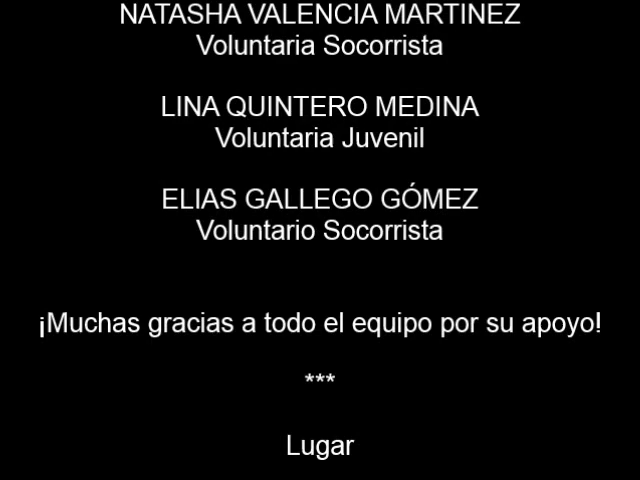 NATASHA VALENCIA MARTINEZ
Voluntaria Socorrista
LINA QUINTERO MEDINA
Voluntaria Juvenil
ELIAS GALLEGO GÓMEZ
Voluntario Socorrista
¡Muchas gracias a todo el equipo por su apoyo!
***
Lugar